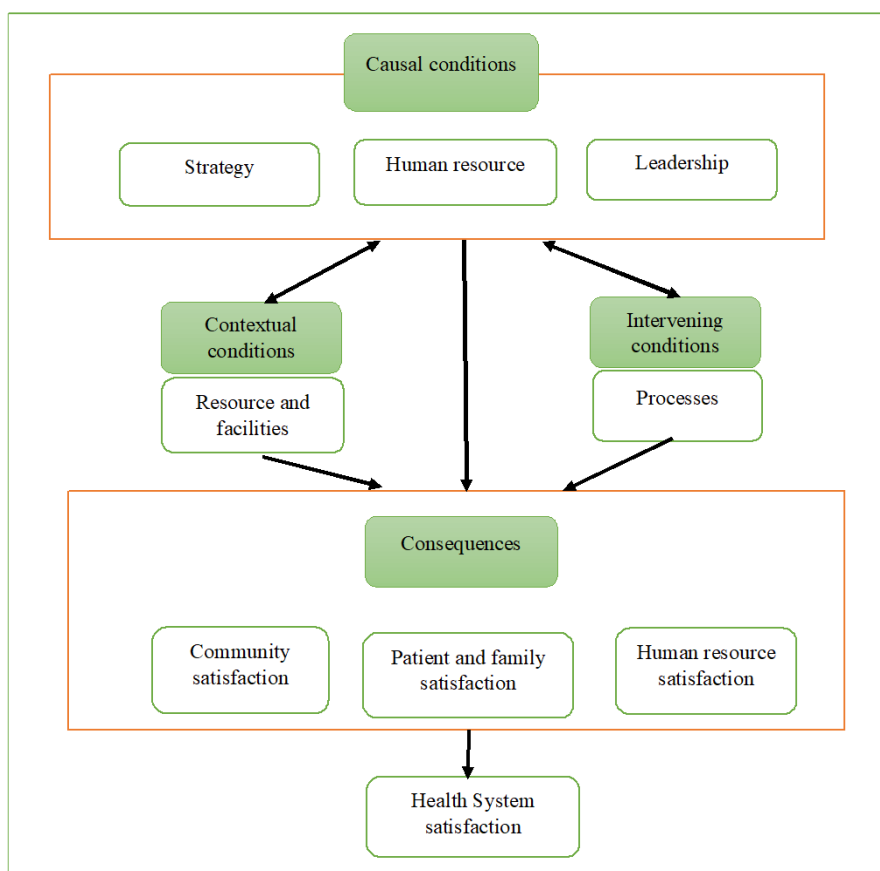 Causal conditions
Strategy
Human resource
Leadership
Contextual
conditions
Intervening
conditions
Resource and
facilities
Processes
Consequences
Community
satisfaction
Patient and family
satisfaction
Human resource
satisfaction
Health System
satisfaction